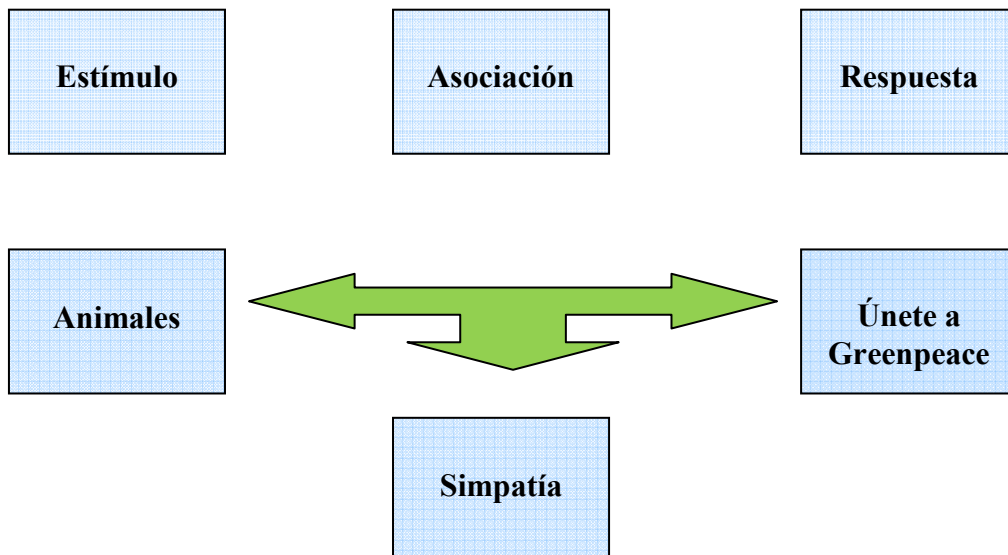 Estímulo
Asociación
Respuesta
Animales
Únete a
Greenpeace
Simpatía